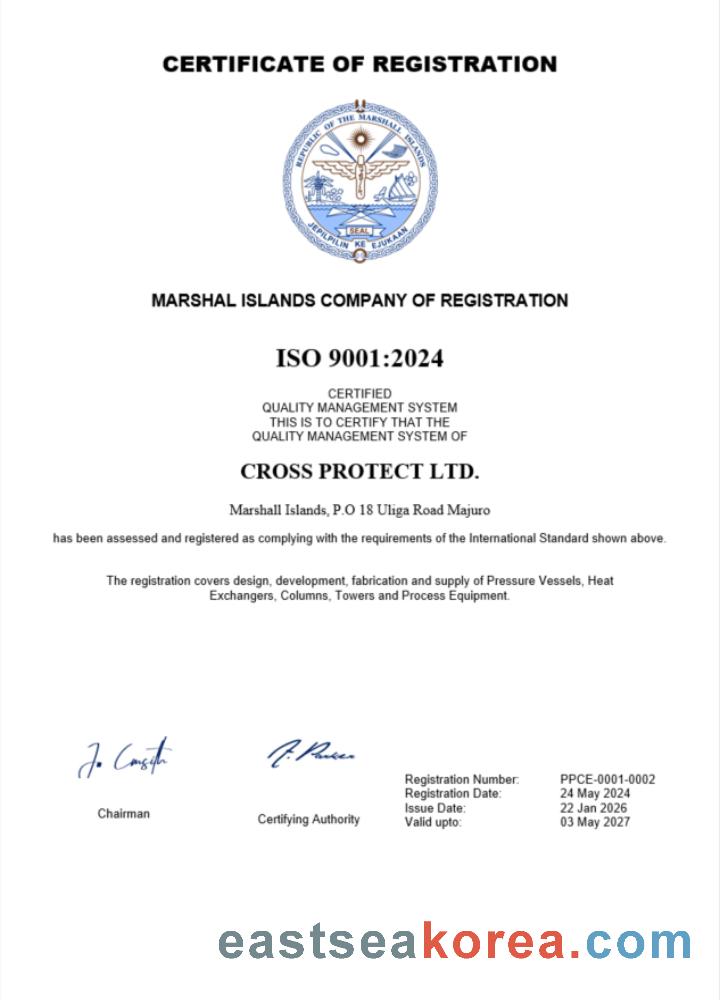 CERTIFICATE OF REGISTRATION
REPUBLIC OF THE MARSHALL ISLANDS
SEAL
JEPILPILIN KE EJUKAAN
MARSHAL ISLANDS COMPANY OF REGISTRATION
ISO 9001:2024
CERTIFIED
QUALITY MANAGEMENT SYSTEM
THIS IS TO CERTIFY THAT THE
QUALITY MANAGEMENT SYSTEM OF
CROSS PROTECT LTD.
Marshall Islands, P.O 18 Uliga Road Majuro
has been assessed and registered as complying with the requirements of the International Standard shown above.
The registration covers design, development, fabrication and supply of Pressure Vessels, Heat
Exchangers, Columns, Towers and Process Equipment.
Chairman
Certifying Authority
Registration Number: PPCE-0001-0002
Registration Date: 24 May 2024
Issue Date: 22 Jan 2026
Valid upto: 03 May 2027
eastseakorea.com